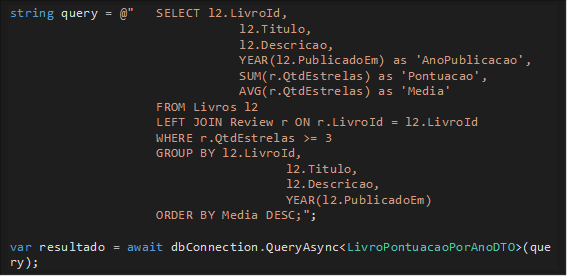 string query = @"   SELECT l2.LivroId,
l2.Titulo,
l2.Descricao,
YEAR(l2.PublicadoEm) as 'AnoPublicacao',
SUM(r.QtdEstrelas) as 'Pontuacao',
AVG(r.QtdEstrelas) as 'Media'
FROM Livros l2
LEFT JOIN Review r ON r.LivroId = l2.LivroId
WHERE r.QtdEstrelas >= 3
GROUP BY l2.LivroId,
l2.Titulo,
l2.Descricao,
YEAR(l2.PublicadoEm)
ORDER BY Media DESC;";
var resultado = await dbConnection.QueryAsync<LivroPontuacaoPorAnoDTO>(que
ry);